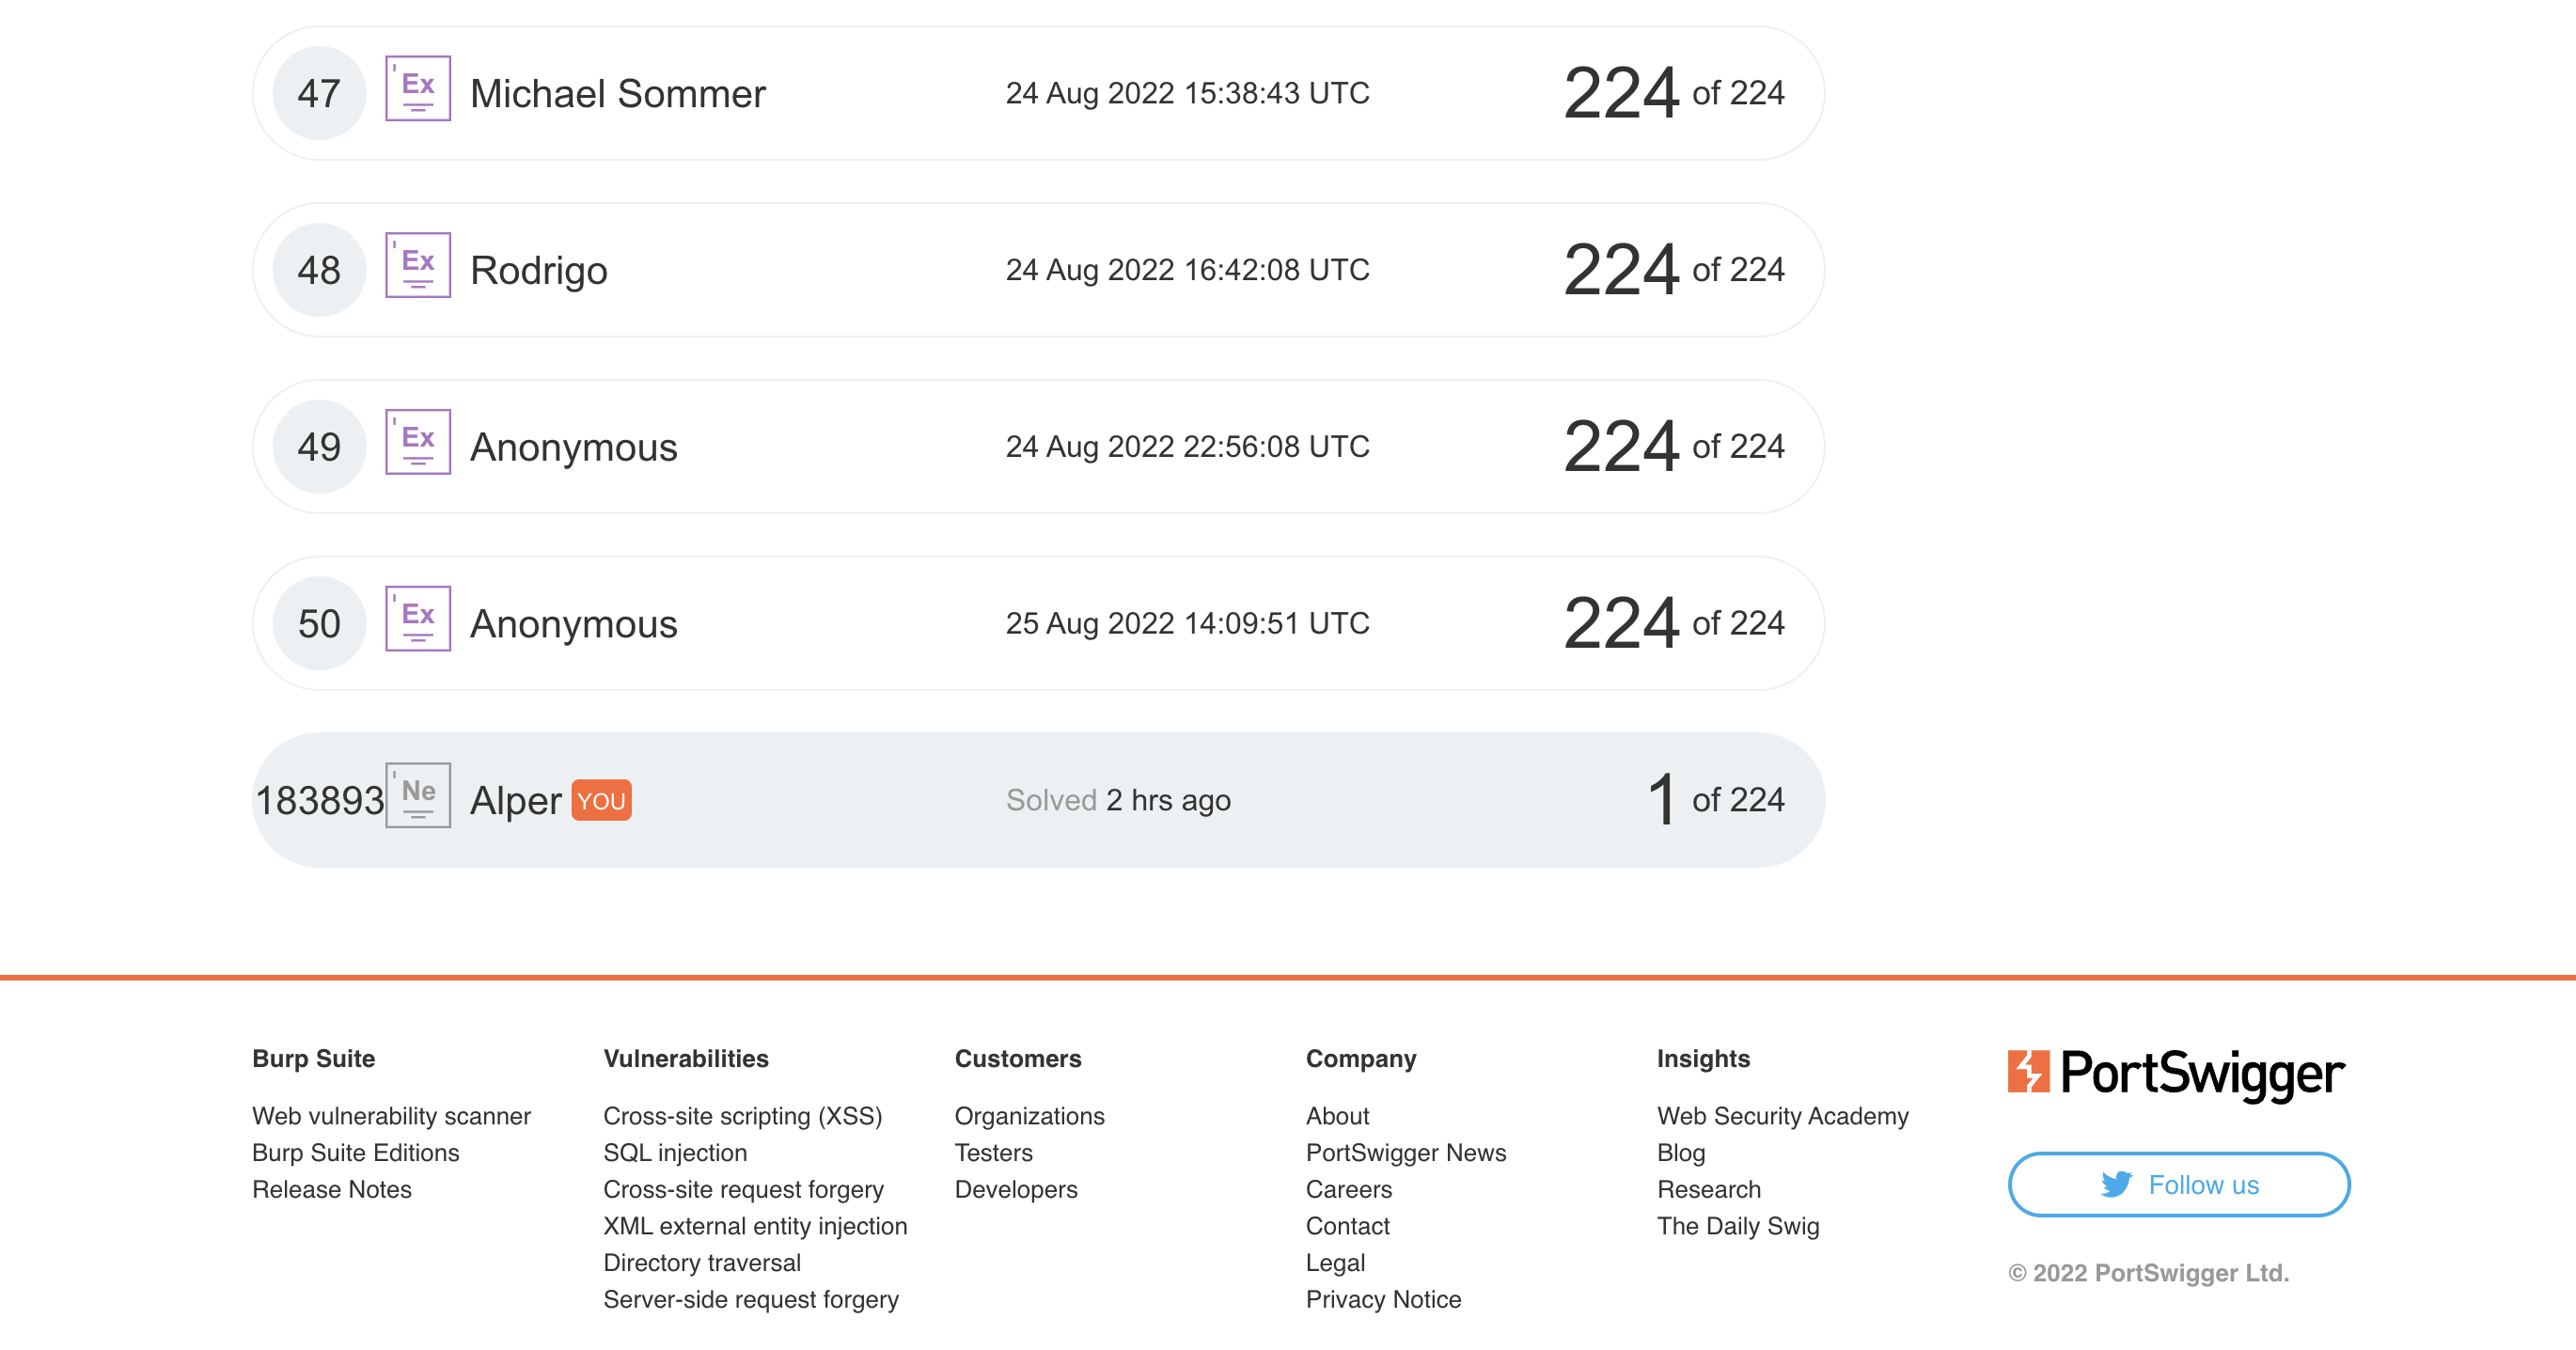 47 Ex Michael Sommer 24 Aug 2022 15:38:43 UTC 224 of 224
48 Ex Rodrigo 24 Aug 2022 16:42:08 UTC 224 of 224
49 Ex Anonymous 24 Aug 2022 22:56:08 UTC 224 of 224
50 Ex Anonymous 25 Aug 2022 14:09:51 UTC 224 of 224
183893 Ne Alper YOU Solved 2 hrs ago 1 of 224
Burp Suite
Web vulnerability scanner
Burp Suite Editions
Release Notes
Vulnerabilities
Cross-site scripting (XSS)
SQL injection
Cross-site request forgery
XML external entity injection
Directory traversal
Server-side request forgery
Customers
Organizations
Testers
Developers
Company
About
PortSwigger News
Careers
Contact
Legal
Privacy Notice
Insights
Web Security Academy
Blog
Research
The Daily Swig
PortSwigger
Follow us
© 2022 PortSwigger Ltd.